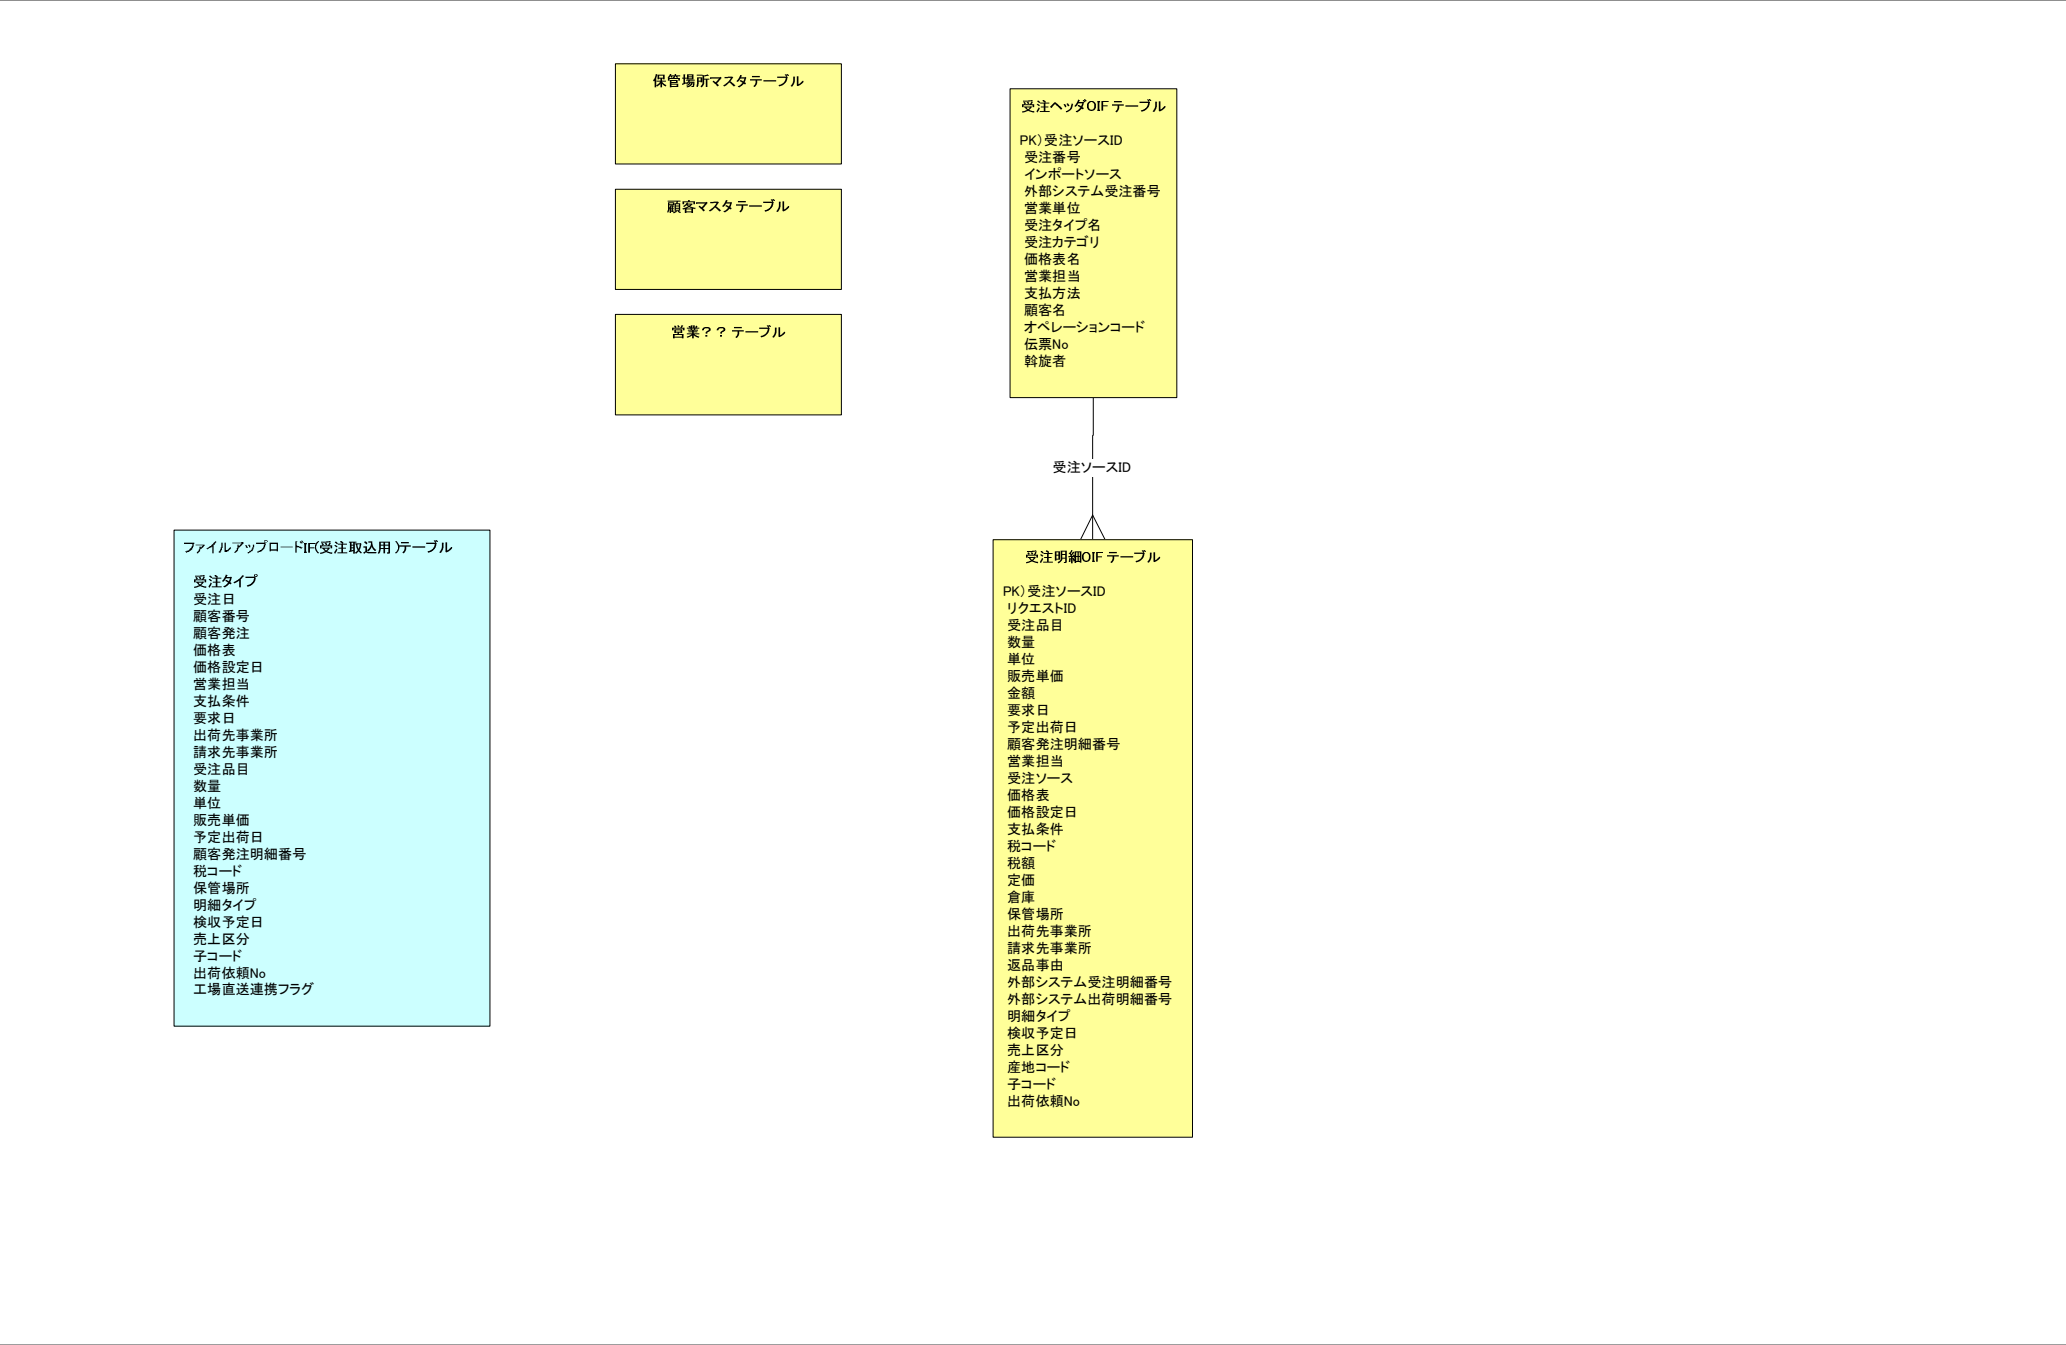 保管場所マスタテーブル
顧客マスタテーブル
営業？？テーブル
受注ヘッダOIFテーブル
PK）受注ソースID
受注番号
インポートソース
外部システム受注番号
営業単位
受注タイプ名
受注カテゴリ
価格表名
営業担当
支払方法
顧客名
オペレーションコード
伝票No
斡旋者
受注ソースID
ファイルアップロードIF(受注取込用)テーブル
受注タイプ
受注日
顧客番号
顧客発注
価格表
価格設定日
営業担当
支払条件
要求日
出荷先事業所
請求先事業所
受注品目
数量
単位
販売単価
予定出荷日
顧客発注明細番号
税コード
保管場所
明細タイプ
検収予定日
売上区分
子コード
出荷依頼No
工場直送連携フラグ
受注明細OIFテーブル
PK）受注ソースID
リクエストID
受注品目
数量
単位
販売単価
金額
要求日
予定出荷日
顧客発注明細番号
営業担当
受注ソース
価格表
価格設定日
支払条件
税コード
税額
定価
倉庫
保管場所
出荷先事業所
請求先事業所
返品事由
外部システム受注明細番号
外部システム出荷明細番号
明細タイプ
検収予定日
売上区分
産地コード
子コード
出荷依頼No